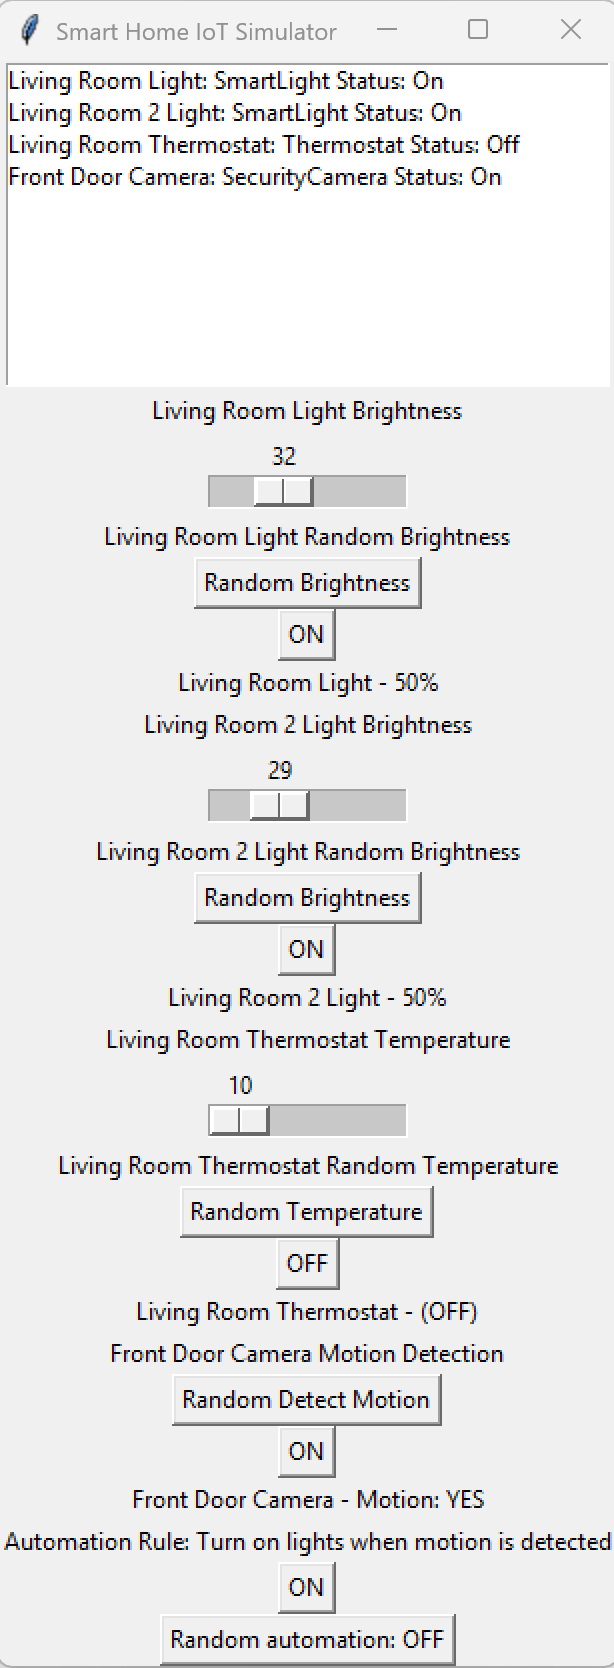 Smart Home IoT Simulator
Living Room Light: SmartLight Status: On
Living Room 2 Light: SmartLight Status: On
Living Room Thermostat: Thermostat Status: Off
Front Door Camera: SecurityCamera Status: On
Living Room Light Brightness
32
Living Room Light Random Brightness
Random Brightness
ON
Living Room Light - 50%
Living Room 2 Light Brightness
29
Living Room 2 Light Random Brightness
Random Brightness
ON
Living Room 2 Light - 50%
Living Room Thermostat Temperature
10
Living Room Thermostat Random Temperature
Random Temperature
OFF
Living Room Thermostat - (OFF)
Front Door Camera Motion Detection
Random Detect Motion
ON
Front Door Camera - Motion: YES
Automation Rule: Turn on lights when motion is detected
ON
Random automation: OFF